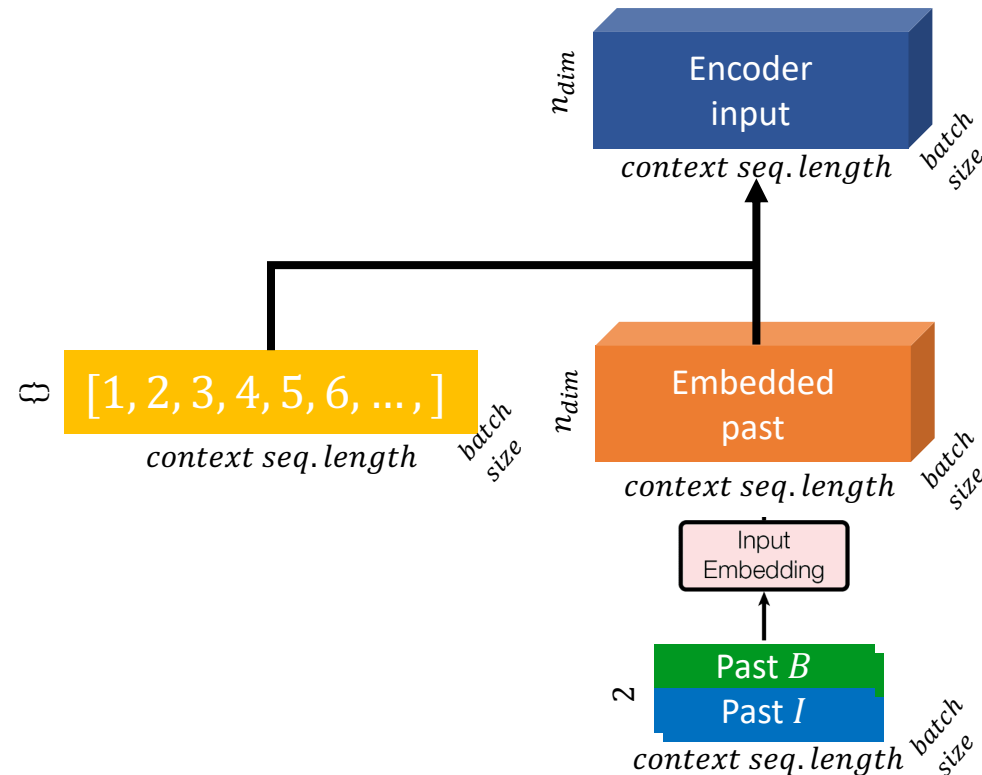 Encoder
input
n_dim
context seq.length
batch
size
{}
[1, 2, 3, 4, 5, 6, … , ]
context seq.length
batch
size
Embedded
past
n_dim
context seq.length
batch
size
Input
Embedding
Past B
Past I
2
context seq.length
batch
size